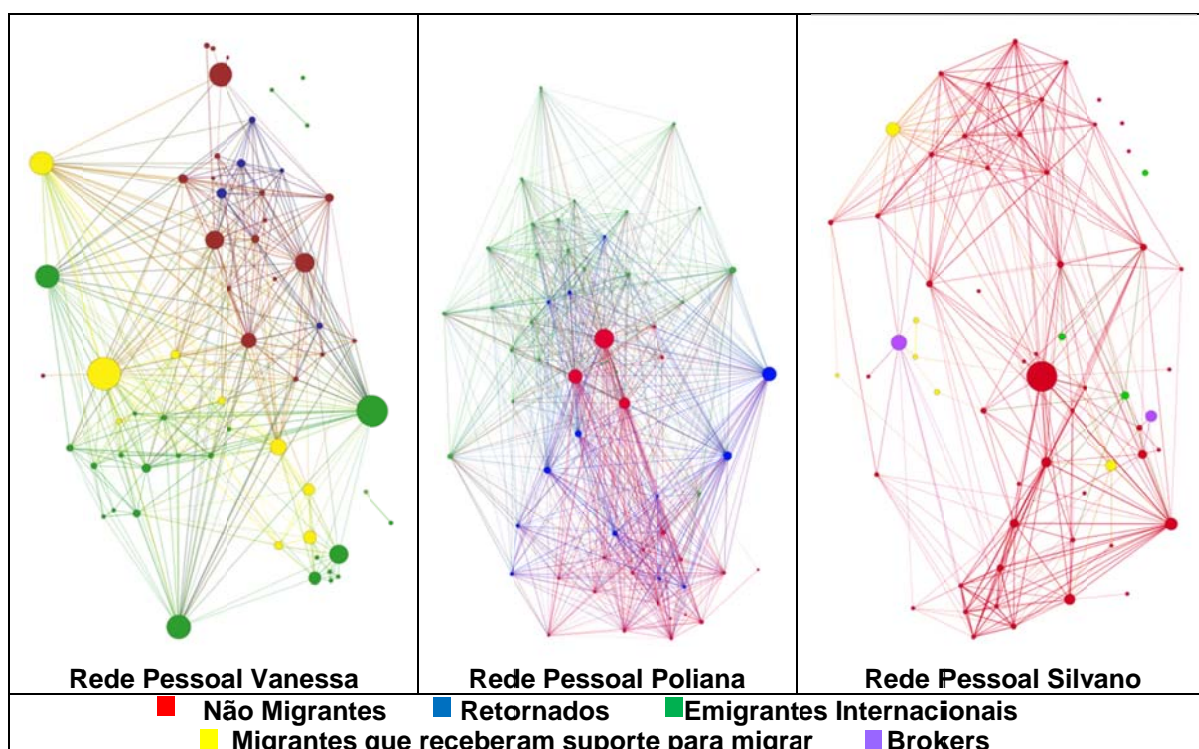 Rede Pessoal Vanessa
Rede Pessoal Poliana
Rede Pessoal Silvano
Não Migrantes Retornados Emigrantes Internacionais
Migrantes que receberam suporte para migrar Brokers